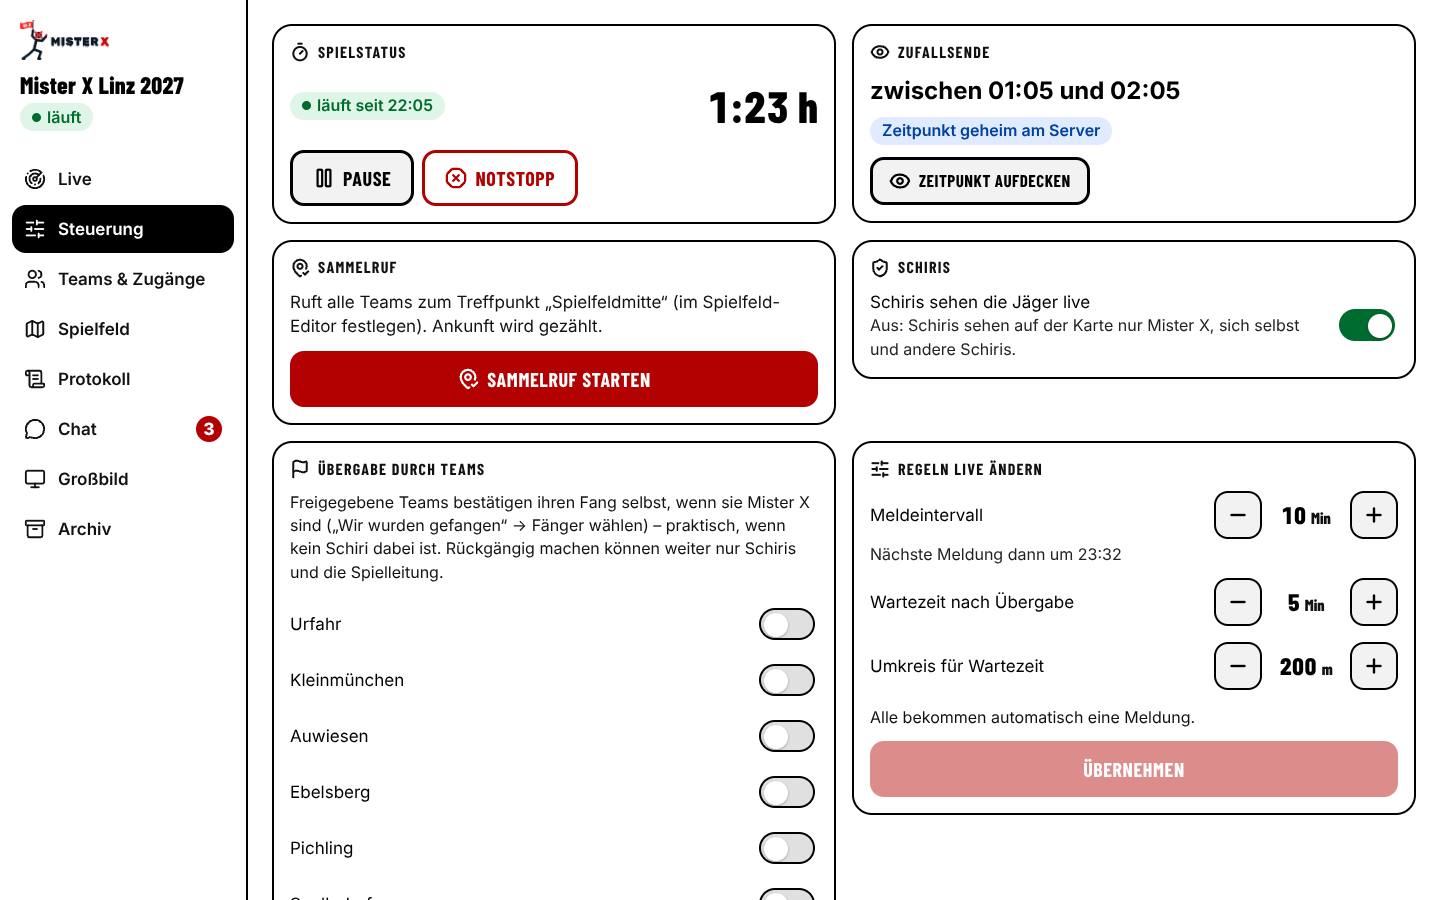 MISTER X
Mister X Linz 2027
läuft
Live
Steuerung
Teams & Zugänge
Spielfeld
Protokoll
Chat
3
Großbild
Archiv
SPIELSTATUS
läuft seit 22:05
1:23 h
PAUSE
NOTSTOPP
ZUFALLSENDE
zwischen 01:05 und 02:05
Zeitpunkt geheim am Server
ZEITPUNKT AUFDECKEN
SAMMELRUF
Ruft alle Teams zum Treffpunkt „Spielfeldmitte“ (im Spielfeld-
Editor festlegen). Ankunft wird gezählt.
SAMMELRUF STARTEN
SCHIRIS
Schiris sehen die Jäger live
Aus: Schiris sehen auf der Karte nur Mister X, sich selbst
und andere Schiris.
ÜBERGABE DURCH TEAMS
Freigegebene Teams bestätigen ihren Fang selbst, wenn sie Mister X
sind („Wir wurden gefangen“ → Fänger wählen) – praktisch, wenn
kein Schiri dabei ist. Rückgängig machen können weiter nur Schiris
und die Spielleitung.
Urfahr
Kleinmünchen
Auwiesen
Ebelsberg
Pichling
REGELN LIVE ÄNDERN
Meldeintervall
10 Min
Nächste Meldung dann um 23:32
Wartezeit nach Übergabe
5 Min
Umkreis für Wartezeit
200 m
Alle bekommen automatisch eine Meldung.
ÜBERNEHMEN